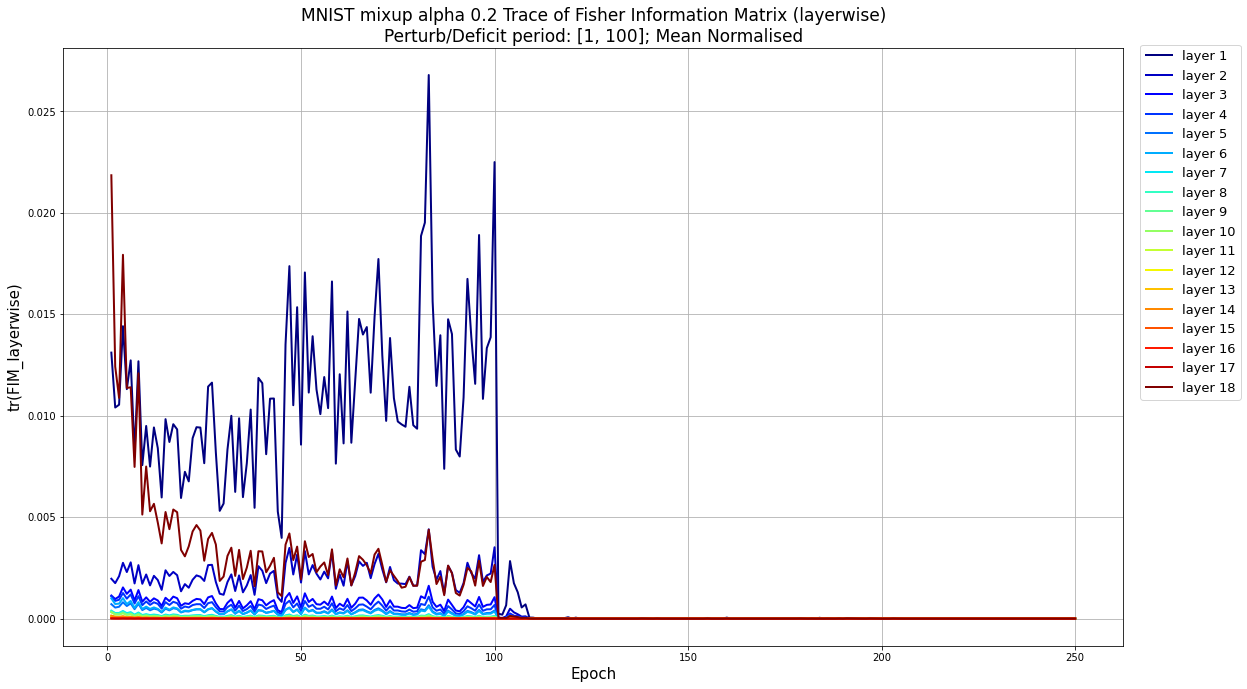 MNIST mixup alpha 0.2 Trace of Fisher Information Matrix (layerwise)
Perturb/Deficit period: [1, 100]; Mean Normalised
tr(FIM_layerwise)
0.025
0.020
0.015
0.010
0.005
0.000
0
50
100
150
200
250
Epoch
layer 1
layer 2
layer 3
layer 4
layer 5
layer 6
layer 7
layer 8
layer 9
layer 10
layer 11
layer 12
layer 13
layer 14
layer 15
layer 16
layer 17
layer 18